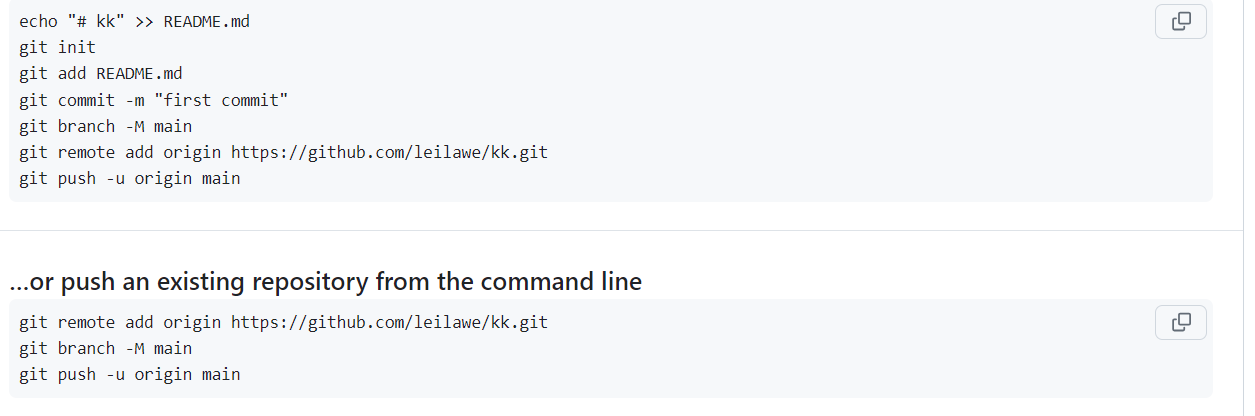 echo "# kk" >> README.md
git init
git add README.md
git commit -m "first commit"
git branch -M main
git remote add origin https://github.com/leilawe/kk.git
git push -u origin main
...or push an existing repository from the command line
git remote add origin https://github.com/leilawe/kk.git
git branch -M main
git push -u origin main